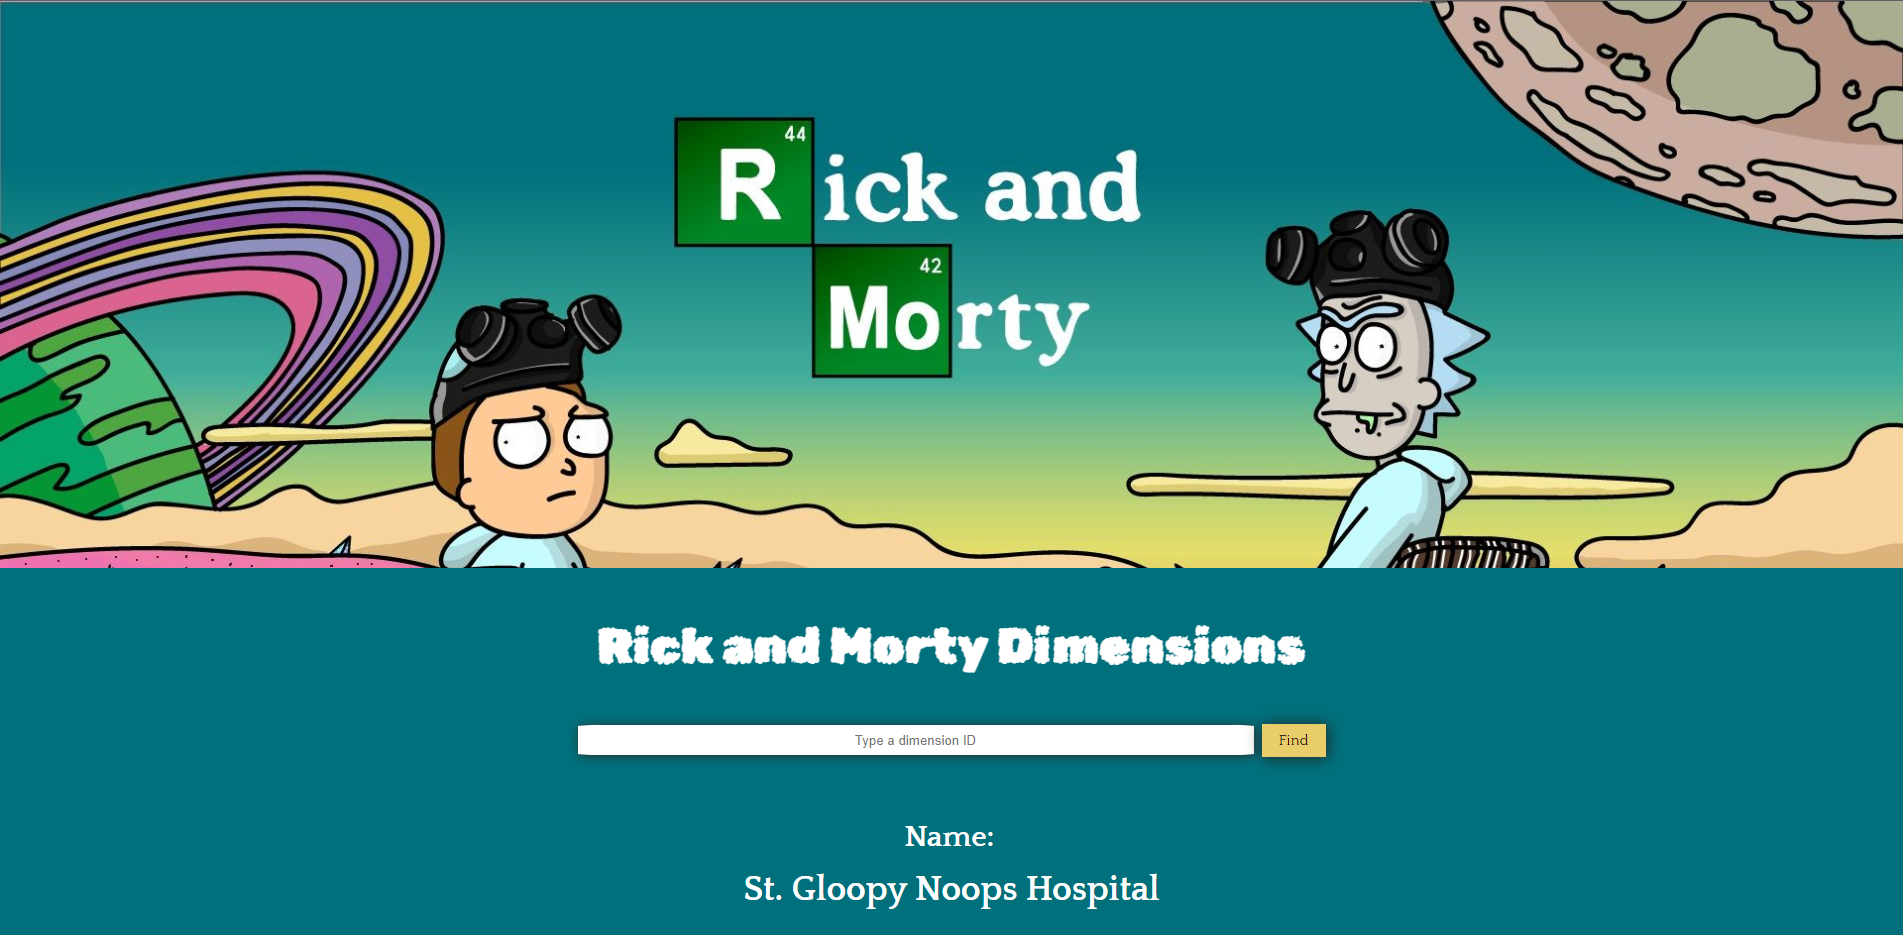 44
Rick and
42
Morty
Rick and Morty Dimensions
Type a dimension ID
Find
Name:
St. Gloopy Noops Hospital